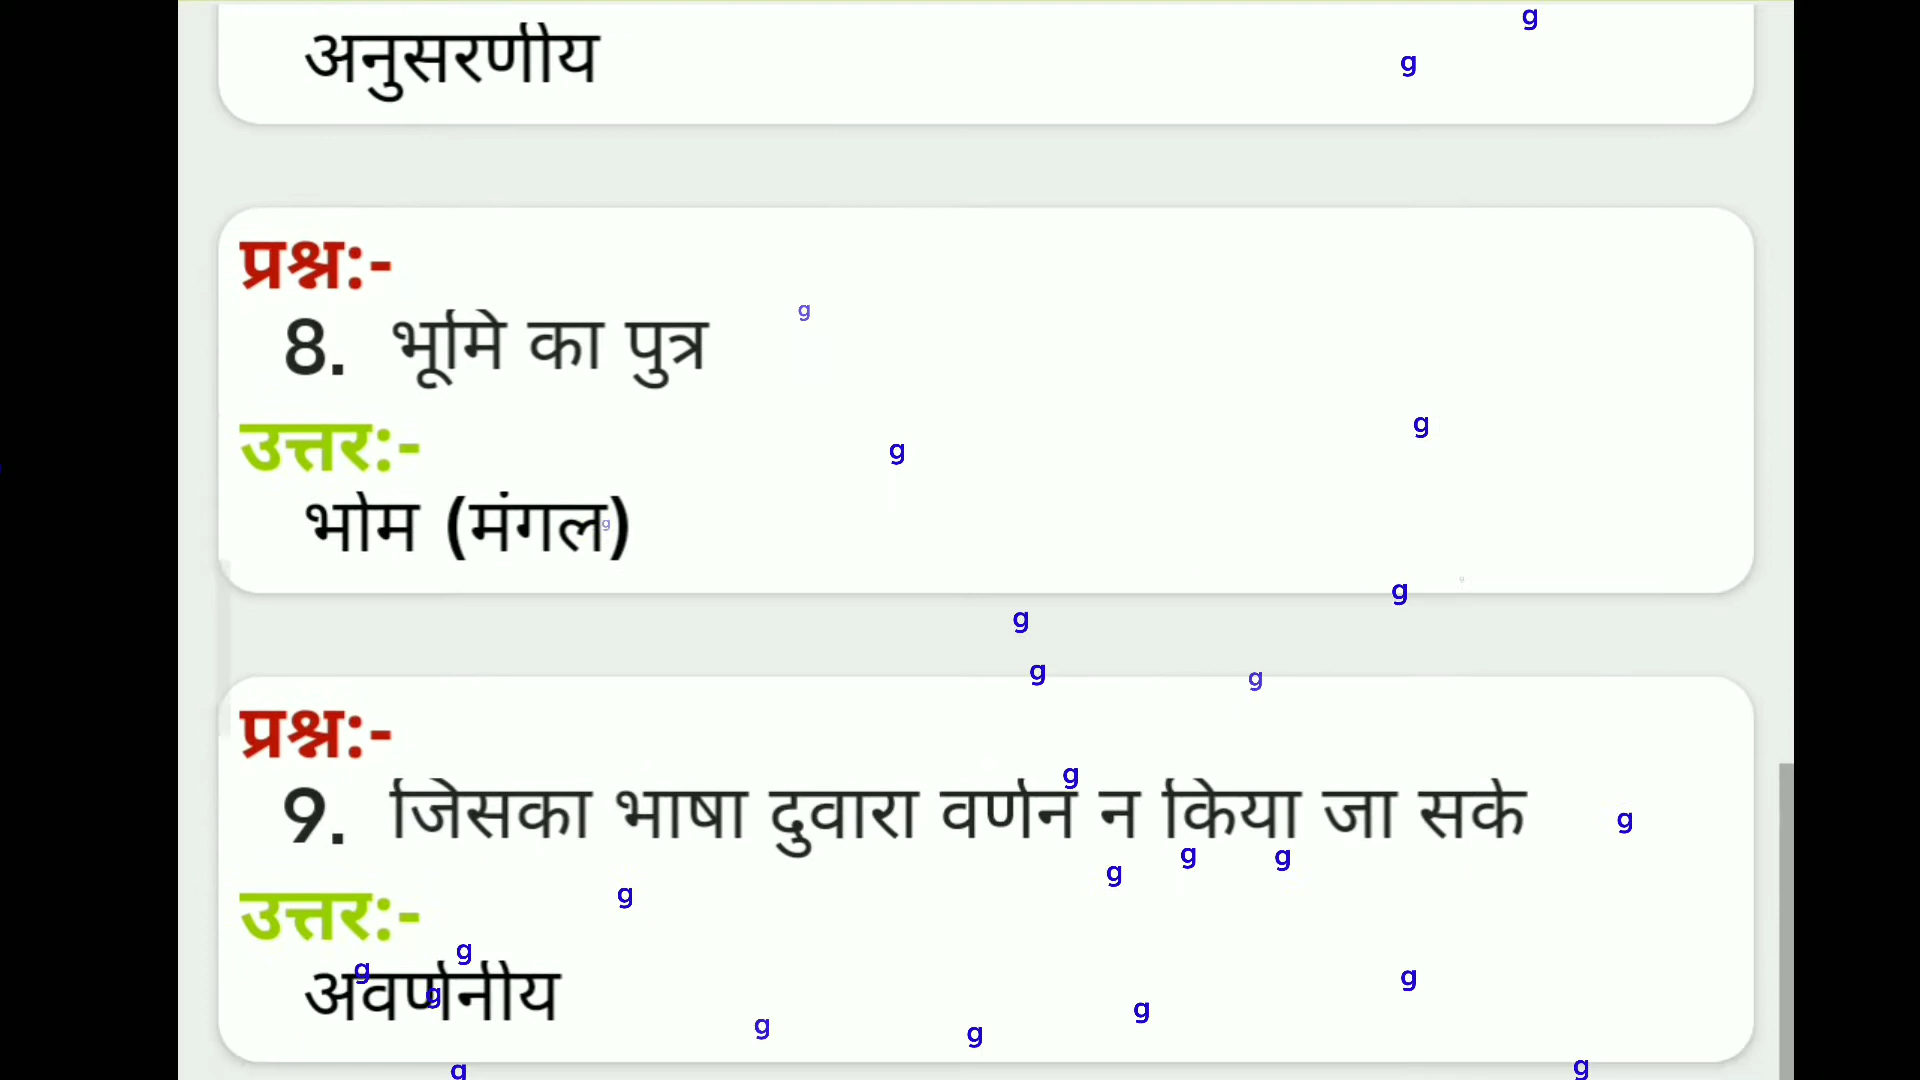 अनुसरणीय
प्रश्न:-
8. भूमि का पुत्र
उत्तर:-
भोम (मंगल)
प्रश्न:-
9. जिसका भाषा दुवारा वर्णन न किया जा सके
उत्तर:-
अवर्णनीय